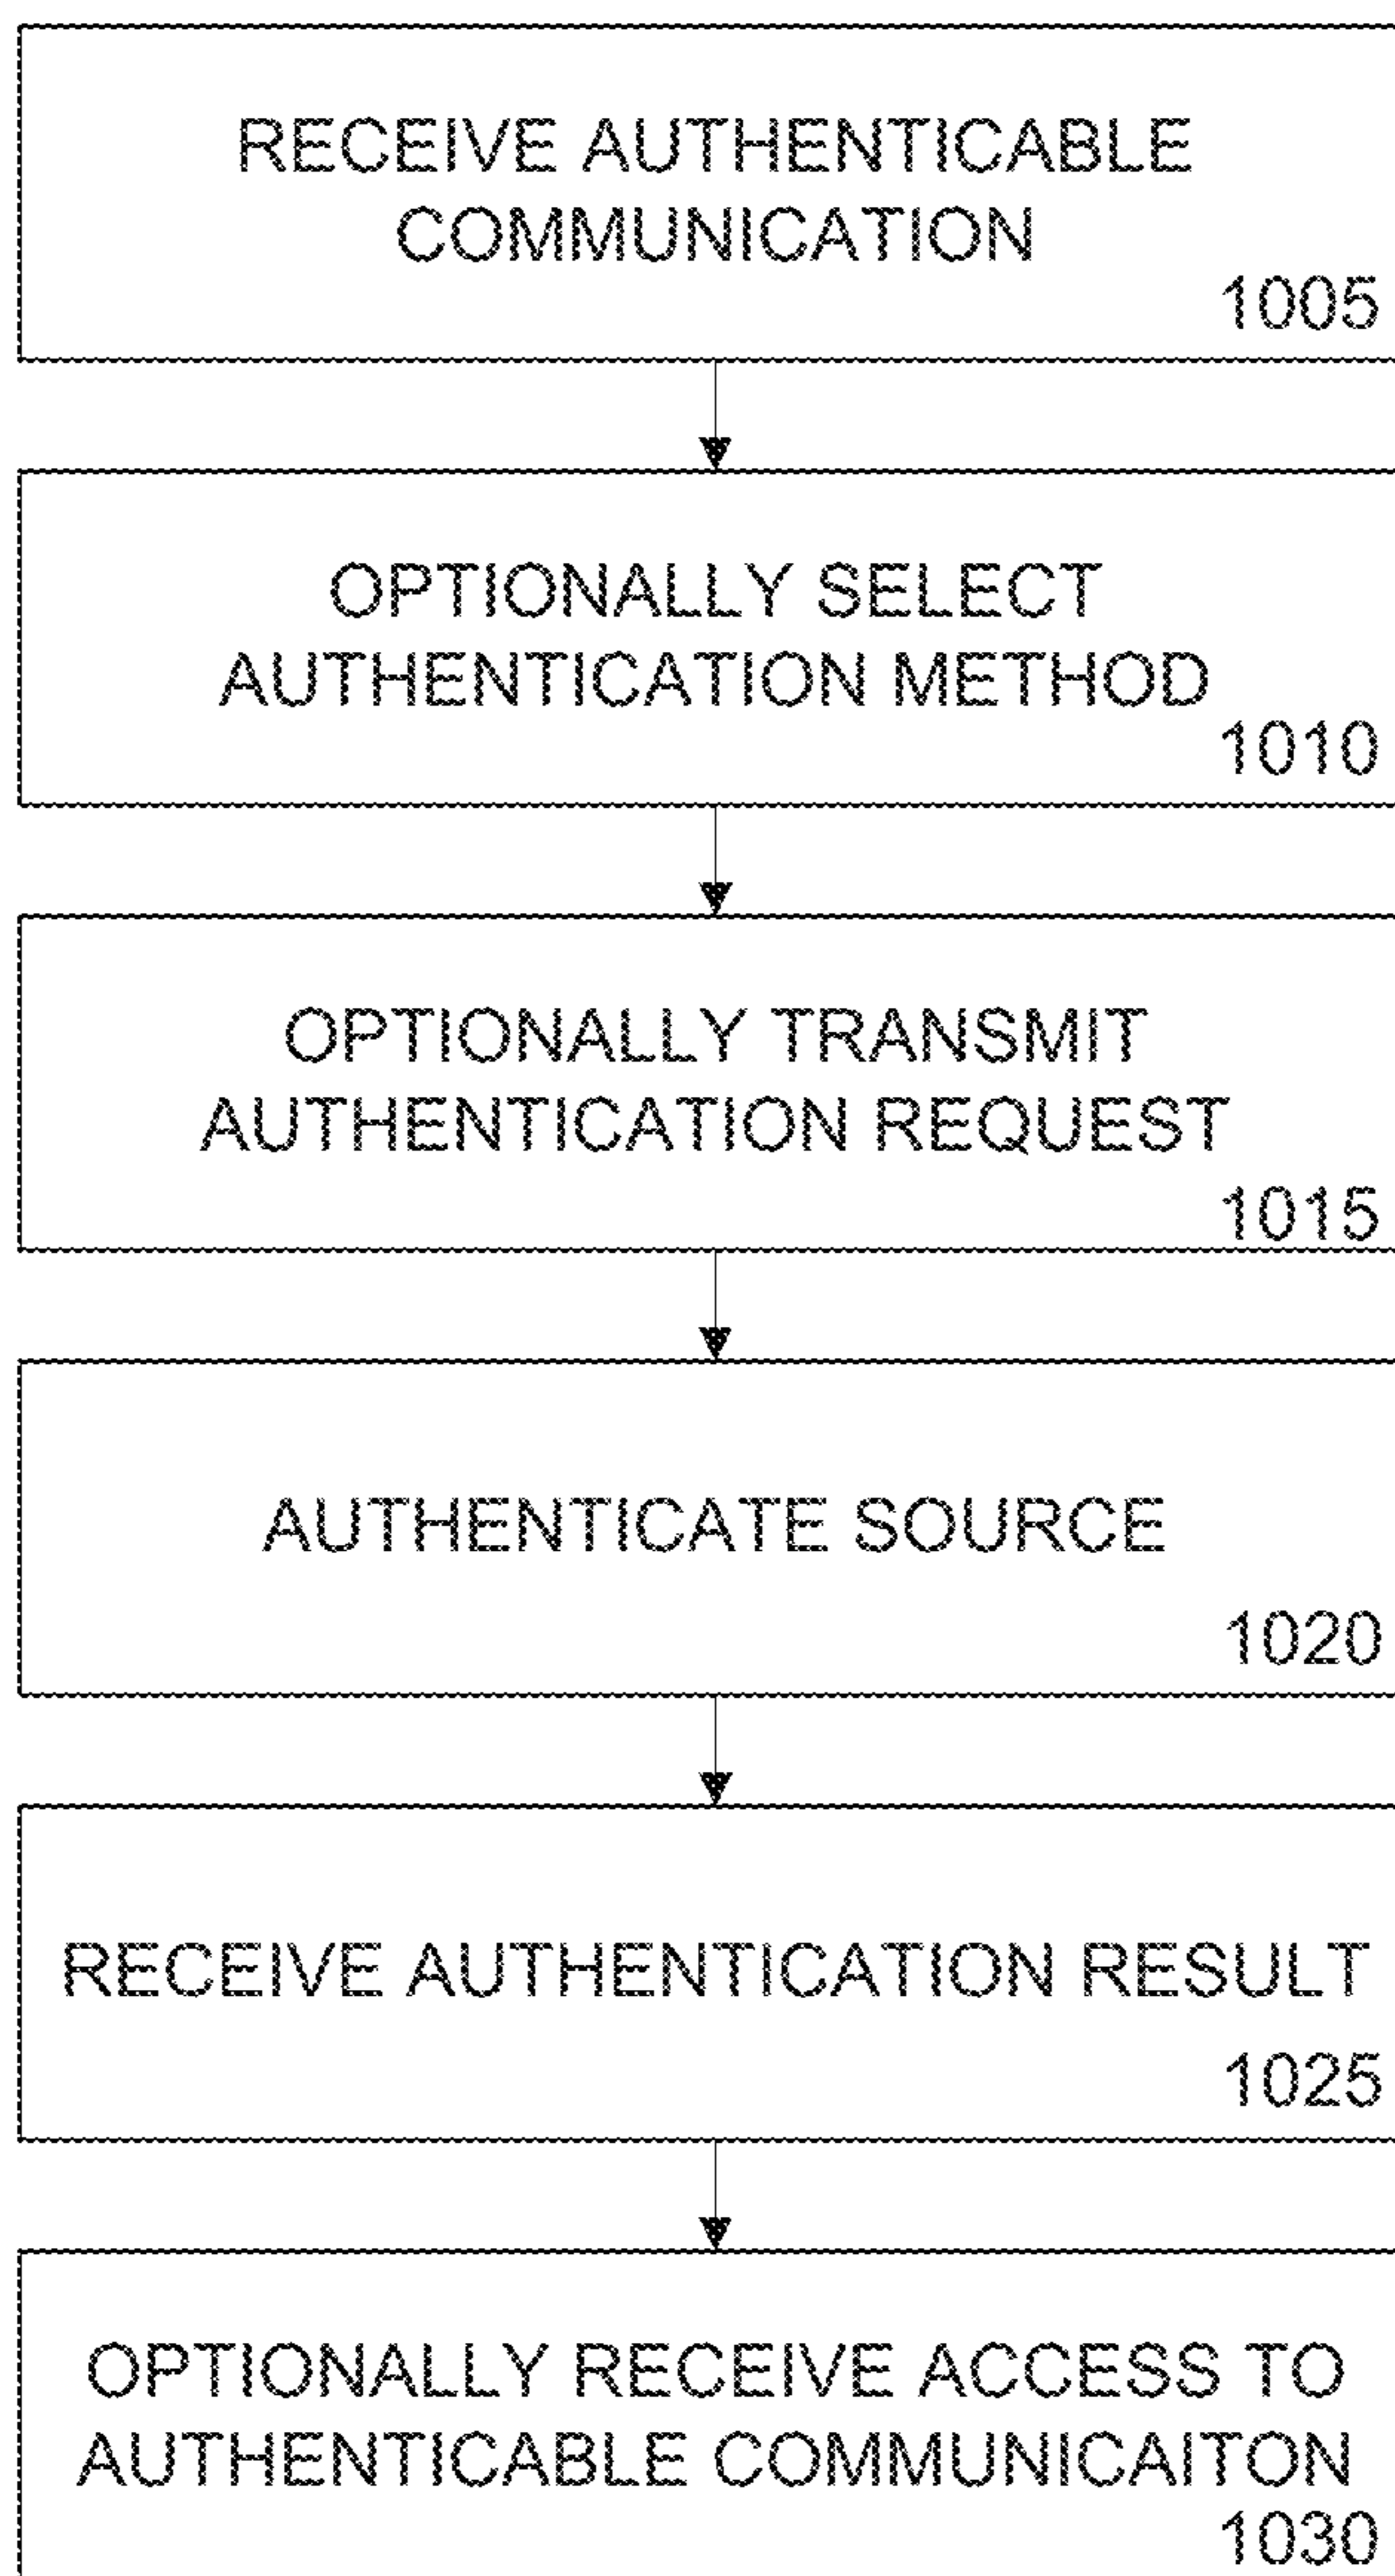 RECEIVE AUTHENTICABLE
COMMUNICATION
1005
OPTIONALLY SELECT
AUTHENTICATION METHOD
1010
OPTIONALLY TRANSMIT
AUTHENTICATION REQUEST
1015
AUTHENTICATE SOURCE
1020
RECEIVE AUTHENTICATION RESULT
1025
OPTIONALLY RECEIVE ACCESS TO
AUTHENTICABLE COMMUNICAITON
1030